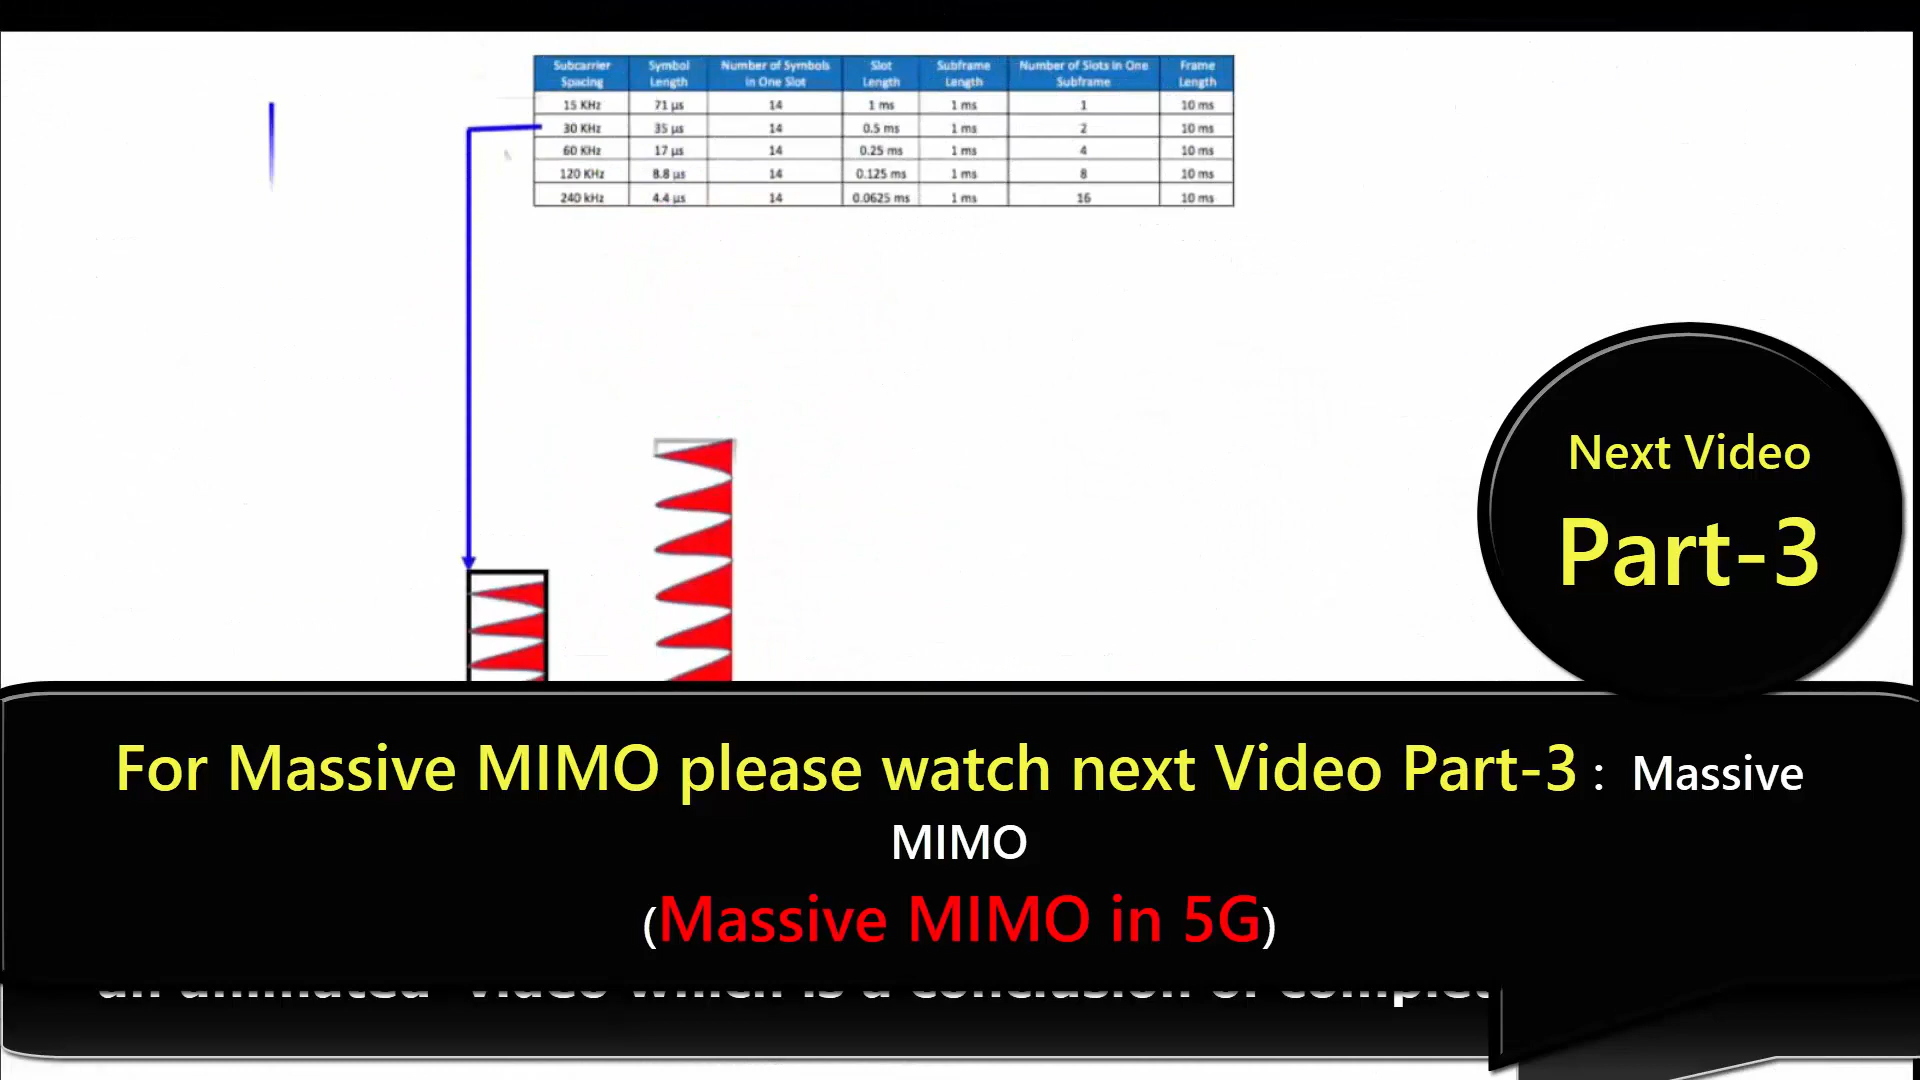 Subcarrier Spacing | Symbol Length | Number of Symbols in One Slot | Slot Length | Subframe Length | Number of Slots in One Subframe | Frame Length
15 KHz | 71 µs | 14 | 1 ms | 1 ms | 1 | 10 ms
30 KHz | 35 µs | 14 | 0.5 ms | 1 ms | 2 | 10 ms
60 KHz | 17 µs | 14 | 0.25 ms | 1 ms | 4 | 10 ms
120 KHz | 8.8 µs | 14 | 0.125 ms | 1 ms | 8 | 10 ms
240 kHz | 4.4 µs | 14 | 0.0625 ms | 1 ms | 16 | 10 ms
Next Video
Part-3
For Massive MIMO please watch next Video Part-3 : Massive
MIMO
(Massive MIMO in 5G)